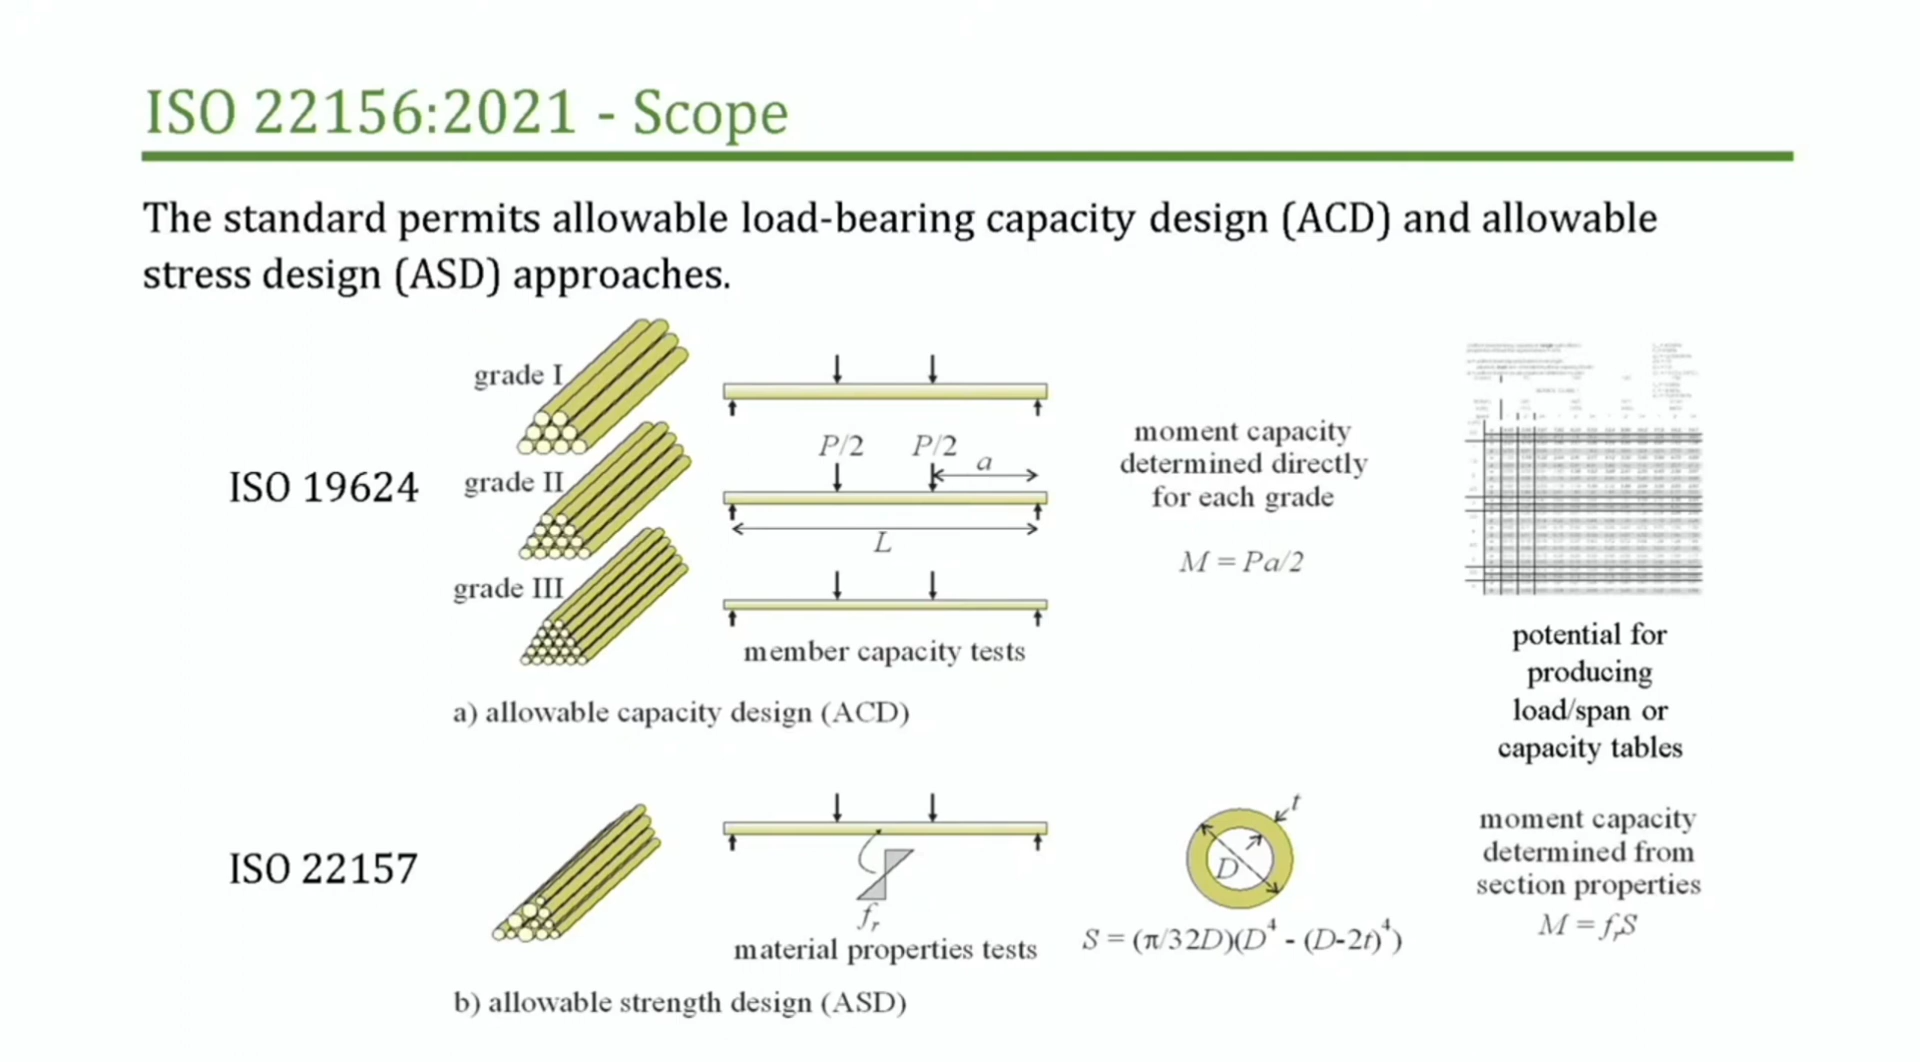 ISO 22156:2021 - Scope
The standard permits allowable load-bearing capacity design (ACD) and allowable
stress design (ASD) approaches.
ISO 19624
grade I
grade II
grade III
P/2
P/2
a
L
member capacity tests
moment capacity
determined directly
for each grade
M = Pa/2
potential for
producing
load/span or
capacity tables
a) allowable capacity design (ACD)
ISO 22157
fr
material properties tests
t
D
S = (π/32D)(D⁴ - (D-2t)⁴)
moment capacity
determined from
section properties
M = frS
b) allowable strength design (ASD)